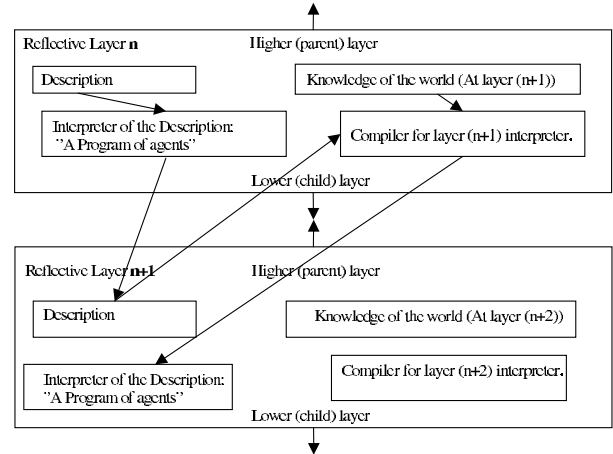 Reflective Layer n
Higher (parent) layer
Description
Knowledge of the world (At layer (n+1))
Interpreter of the Description:
"A Program of agents"
Compiler for layer (n+1) interpreter.
Lower (child) layer
Reflective Layer n+1
Higher (parent) layer
Description
Knowledge of the world (At layer (n+2))
Interpreter of the Description:
"A Program of agents"
Compiler for layer (n+2) interpreter.
Lower (child) layer